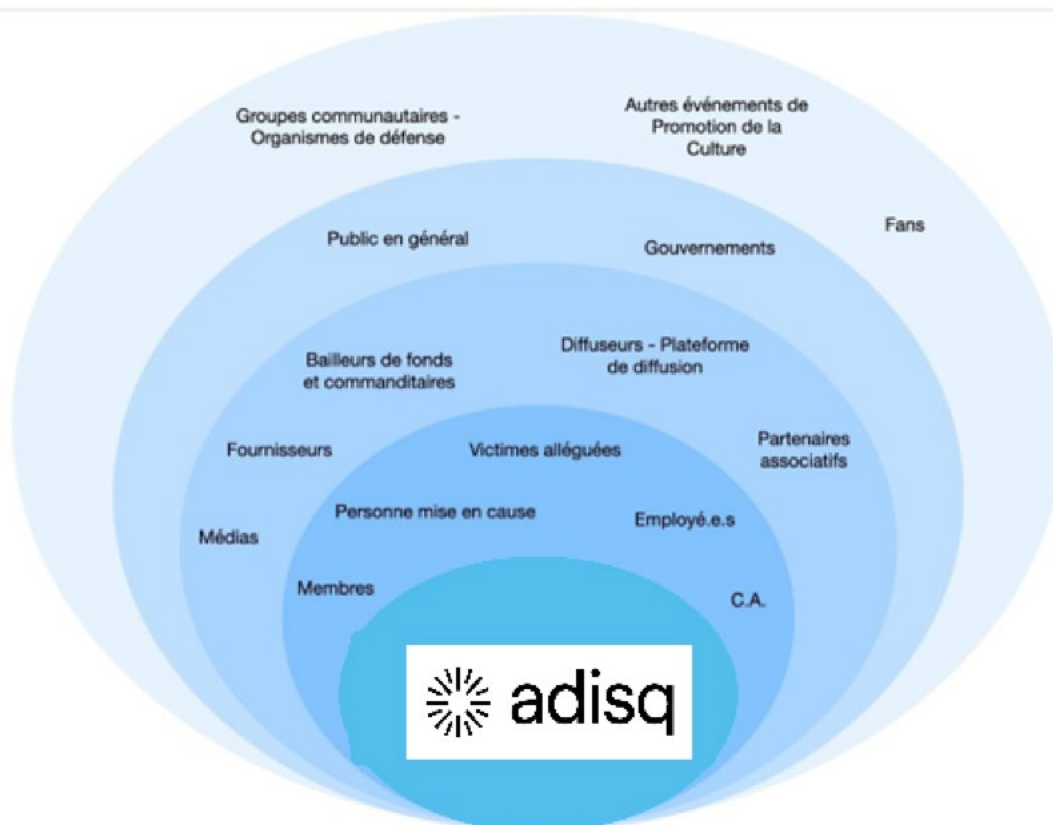 Groupes communautaires -
Organismes de défense
Autres événements de
Promotion de la
Culture
Fans
Public en général
Gouvernements
Bailleurs de fonds
et commanditaires
Diffuseurs - Plateforme
de diffusion
Fournisseurs
Victimes alléguées
Partenaires
associatifs
Personne mise en cause
Employé.e.s
Médias
Membres
C.A.
adisq